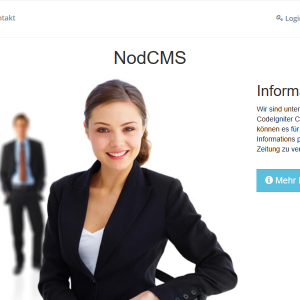 ntakt
Logi
NodCMS
Inform
Wir sind unter
CodeIgniter C
können es für
Informations p
Zeitung zu ver
Mehr